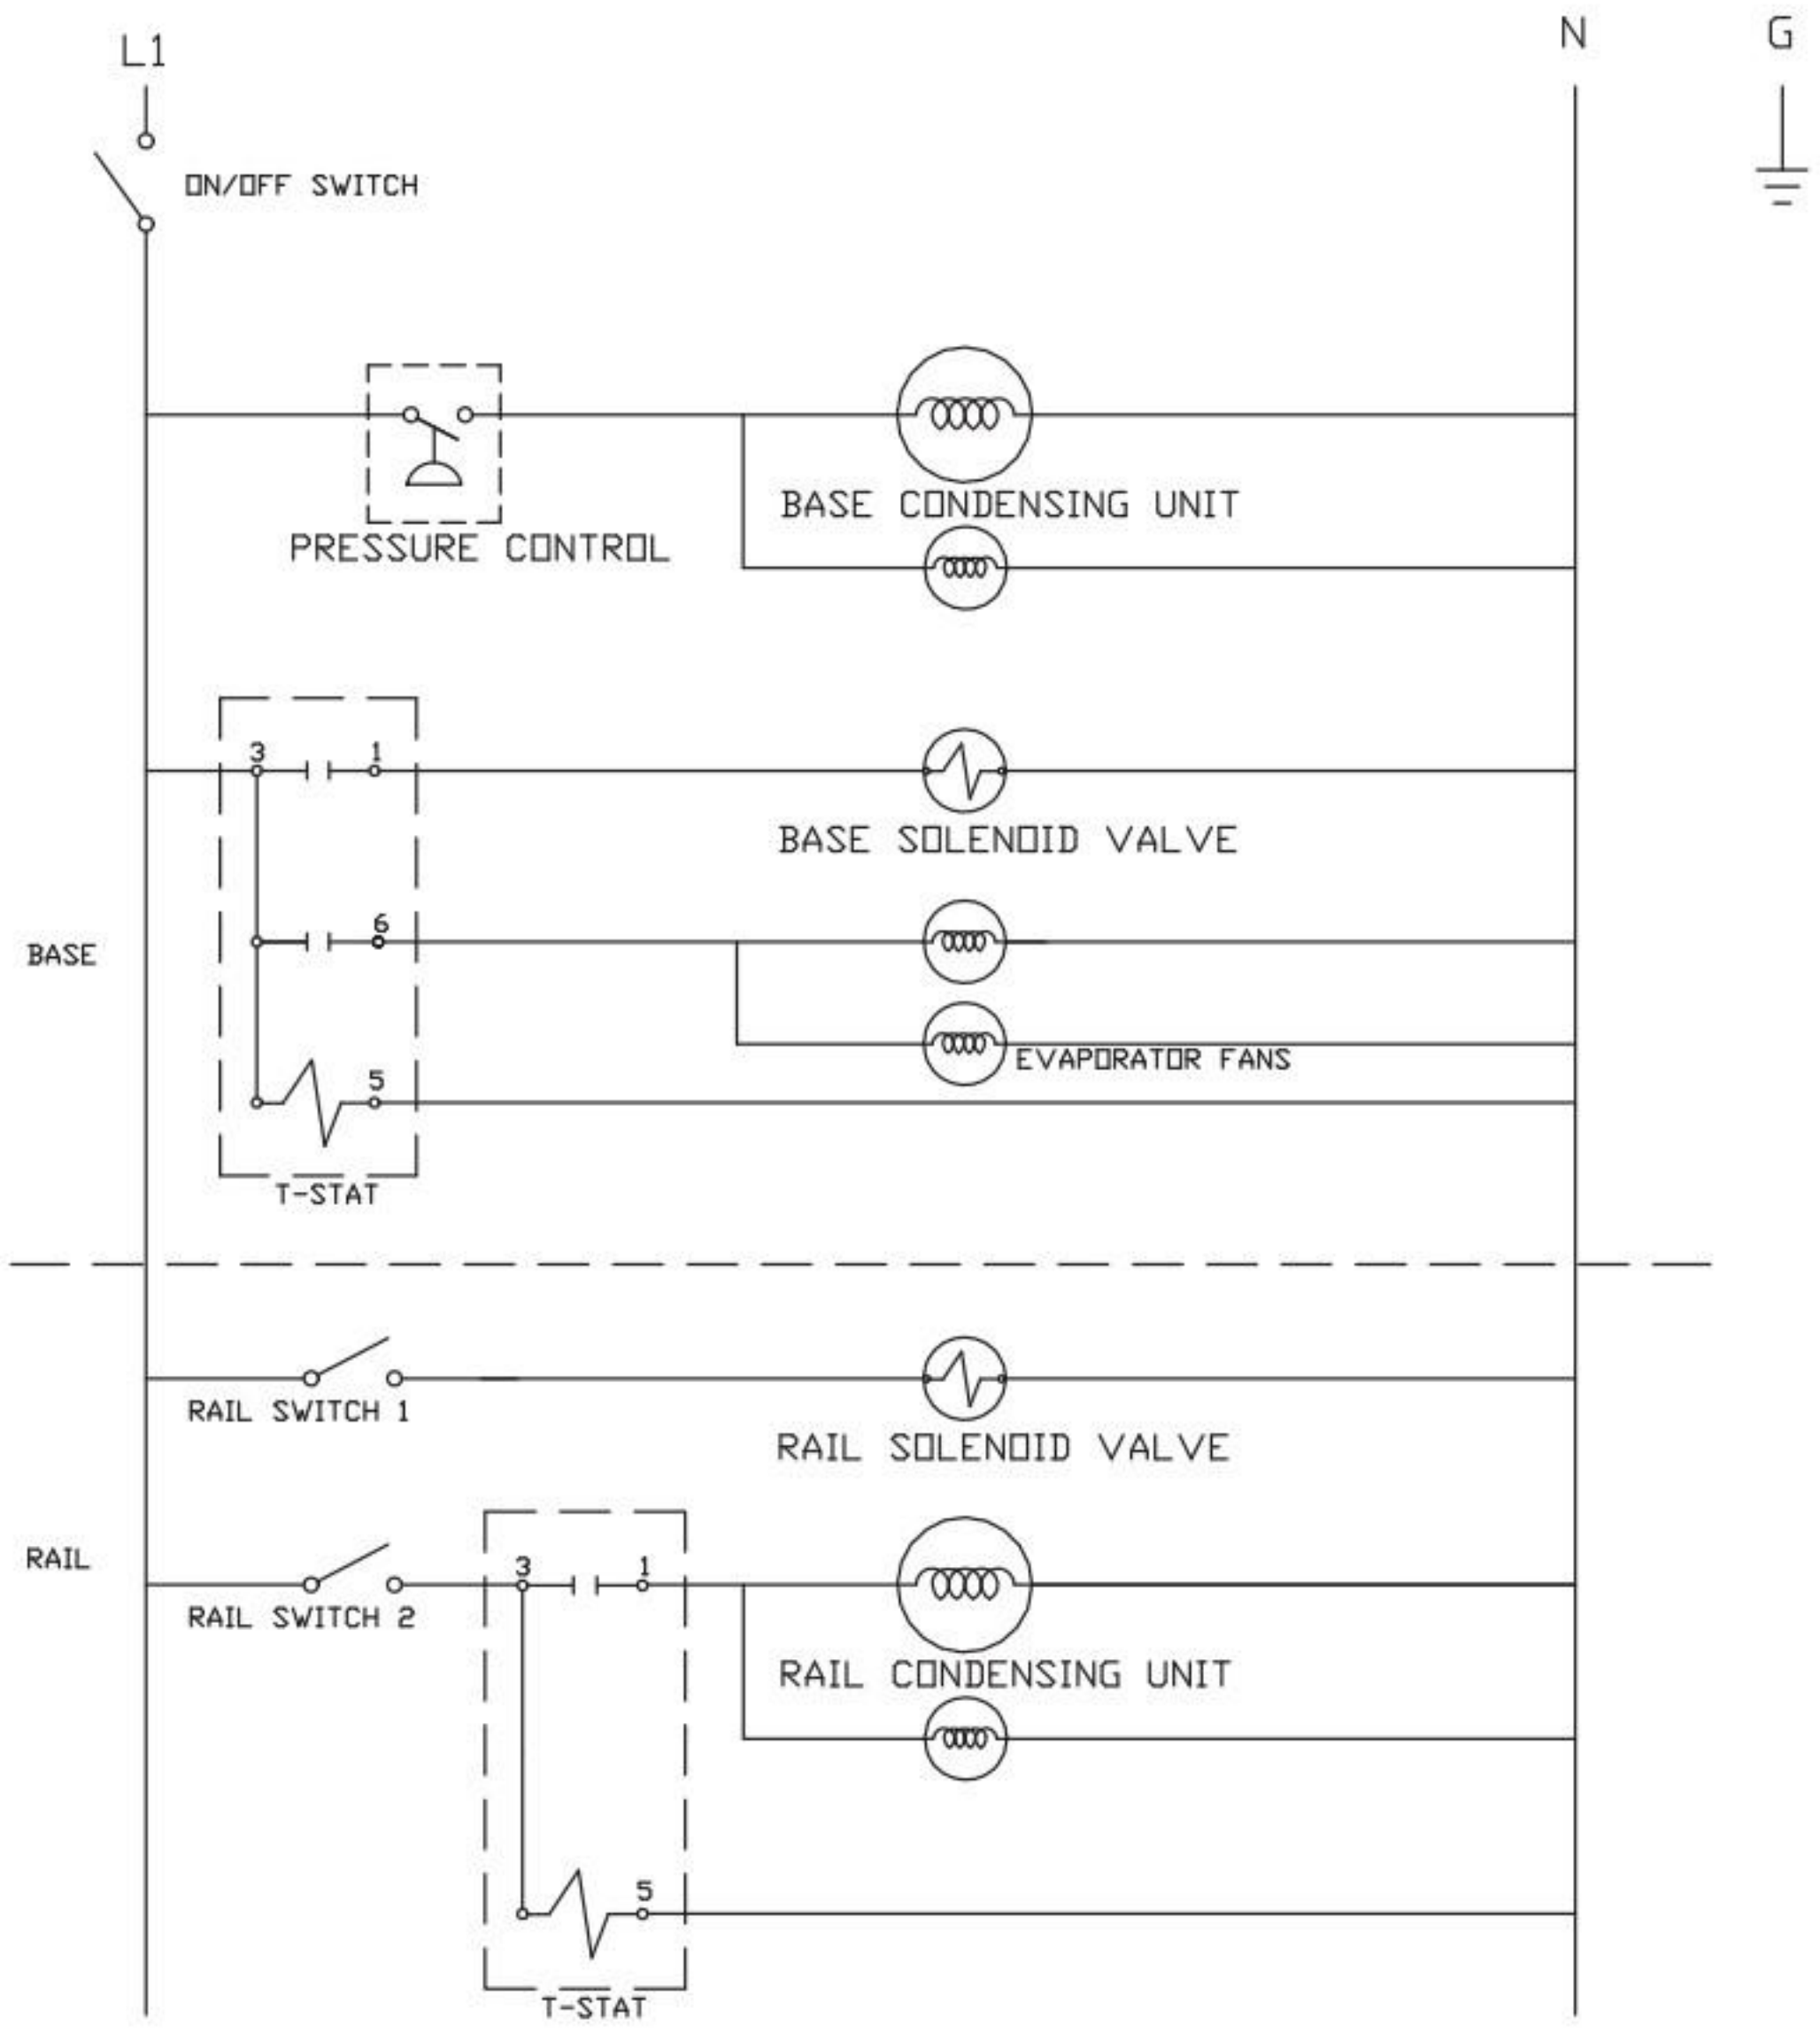 L1 N G
ON/OFF SWITCH
BASE CONDENSING UNIT
PRESSURE CONTROL
3 1
BASE SOLENOID VALVE
6
BASE
EVAPORATOR FANS
5
T-STAT
RAIL SWITCH 1
RAIL SOLENOID VALVE
RAIL
3 1
RAIL SWITCH 2
RAIL CONDENSING UNIT
5
T-STAT